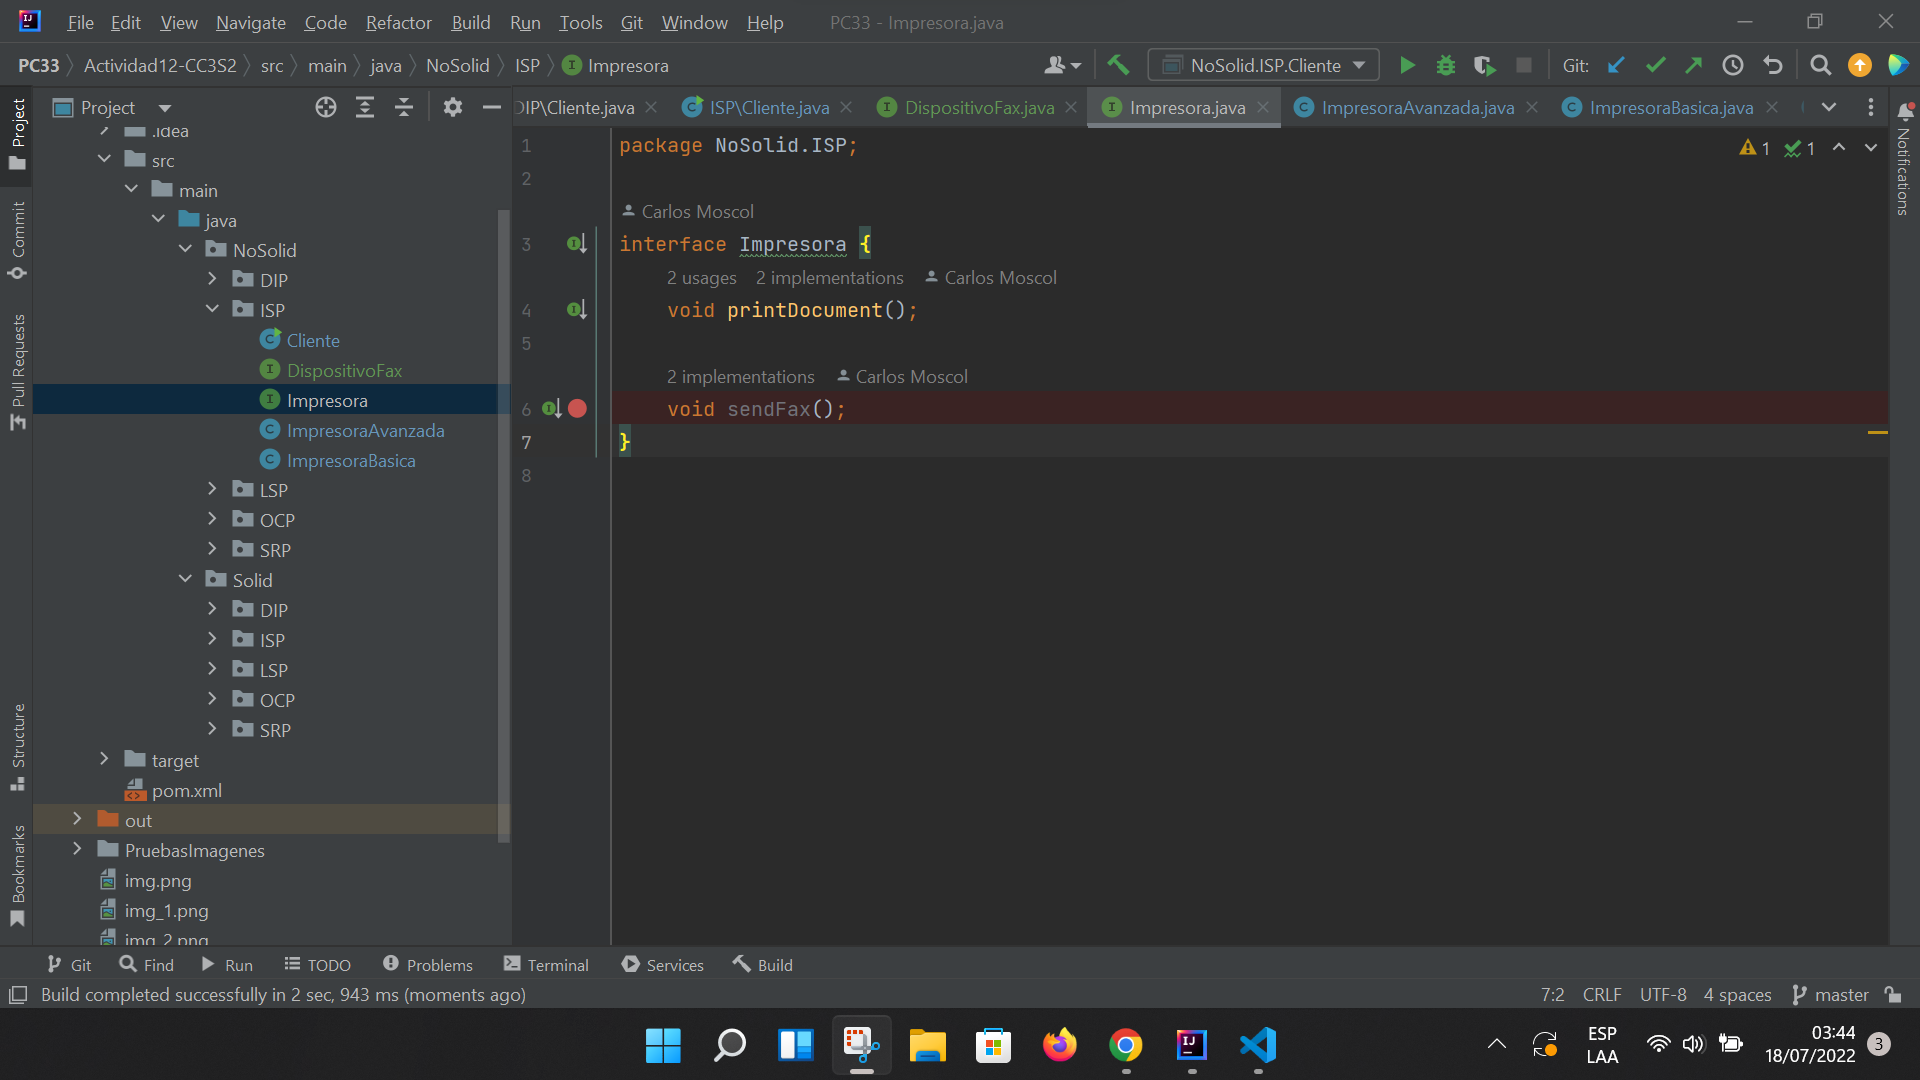 File Edit View Navigate Code Refactor Build Run Tools Git Window Help PC33 - Impresora.java
PC33 Actividad12-CC3S2 src main java NoSolid ISP Impresora NoSolid.ISP.Cliente Git:
Project
DIP\Cliente.java ISP\Cliente.java DispositivoFax.java Impresora.java ImpresoraAvanzada.java ImpresoraBasica.java
Project
Commit
Pull Requests
Structure
Bookmarks
Notifications
.idea
src
main
java
NoSolid
DIP
ISP
Cliente
DispositivoFax
Impresora
ImpresoraAvanzada
ImpresoraBasica
LSP
OCP
SRP
Solid
DIP
ISP
LSP
OCP
SRP
target
pom.xml
out
PruebasImagenes
img.png
img_1.png
img_2.png
1 package NoSolid.ISP; 1 1
2
Carlos Moscol
3 interface Impresora {
2 usages 2 implementations Carlos Moscol
4 void printDocument();
5
2 implementations Carlos Moscol
6 void sendFax();
7 }
8
Git Find Run TODO Problems Terminal Services Build
Build completed successfully in 2 sec, 943 ms (moments ago) 7:2 CRLF UTF-8 4 spaces master
ESP
LAA
03:44
18/07/2022
3